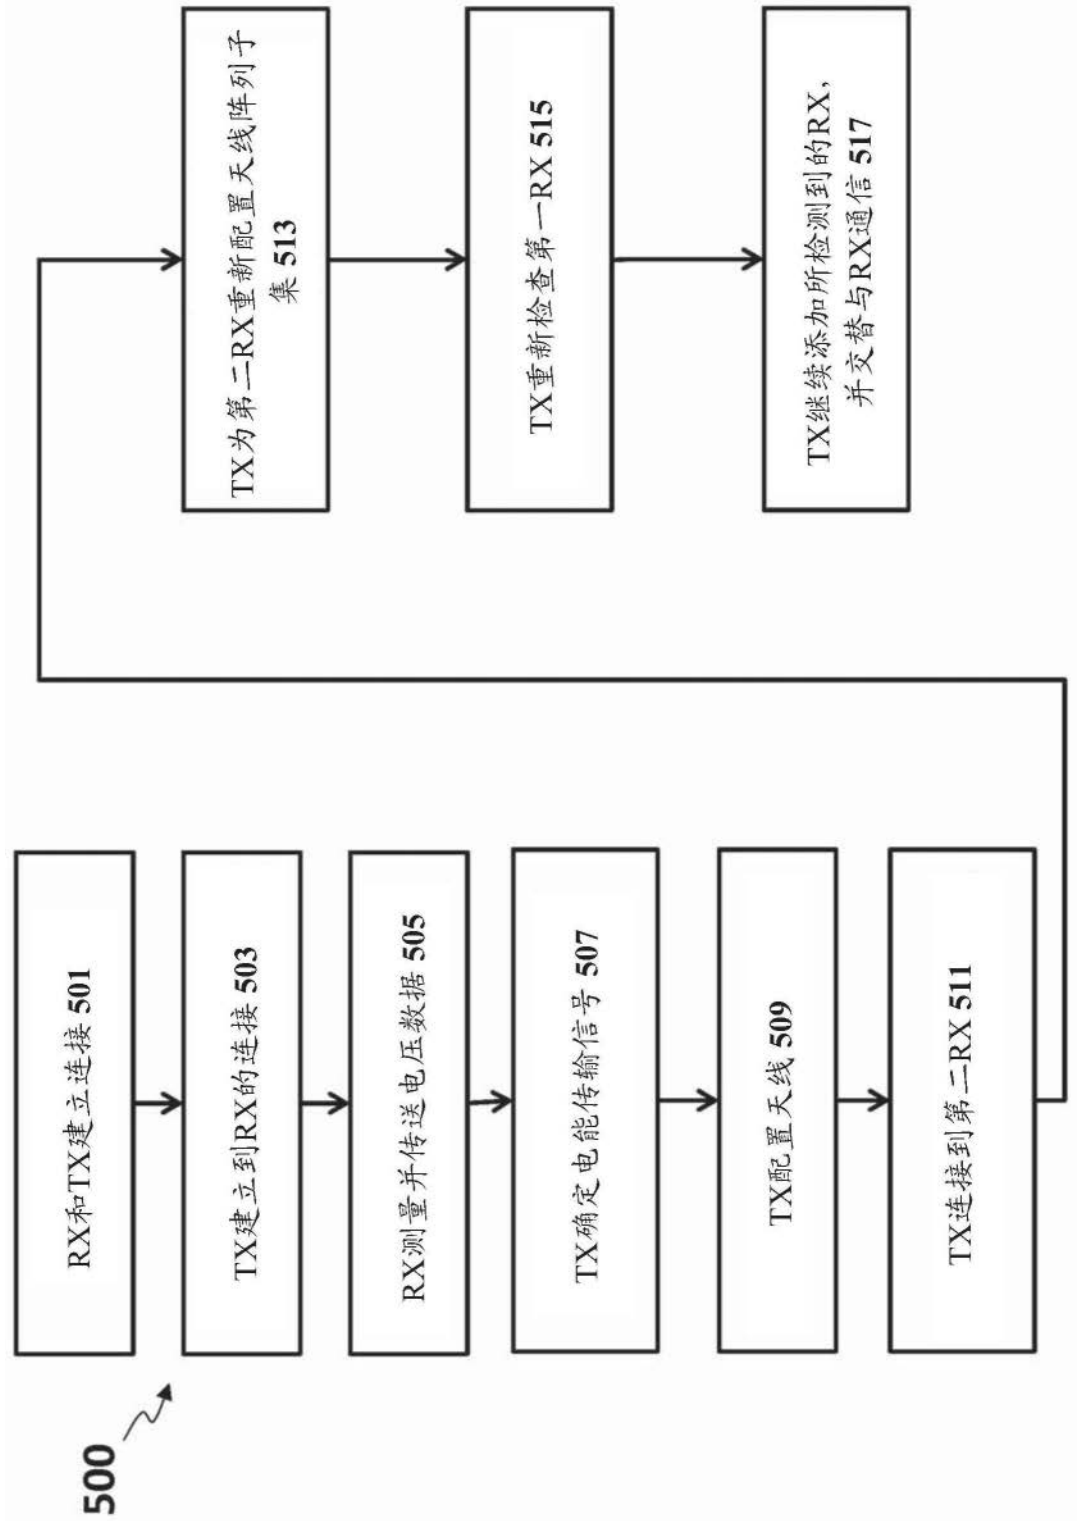 500
RX和TX建立连接 501
TX建立到RX的连接 503
RX测量并传送电压数据 505
TX确定电能传输信号 507
TX配置天线 509
TX连接到第二RX 511
TX为第二RX重新配置天线阵列子
集 513
TX重新检查第一RX 515
TX继续添加所检测到的RX，
并交替与RX通信 517